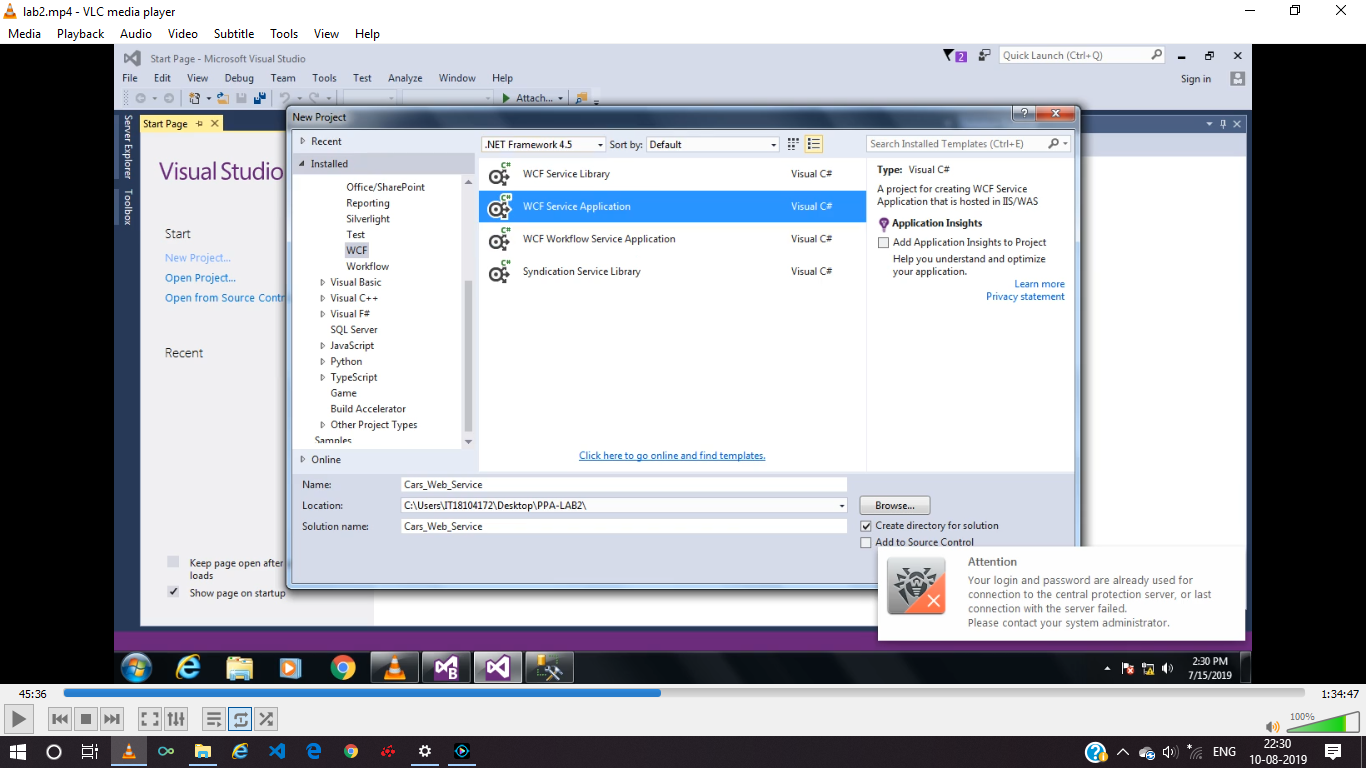 lab2.mp4 - VLC media player
Media Playback Audio Video Subtitle Tools View Help
Start Page - Microsoft Visual Studio
2
Quick Launch (Ctrl+Q)
File Edit View Debug Team Tools Test Analyze Window Help
Sign in
Attach...
Server Explorer
Toolbox
Start Page
Visual Studio
Start
New Project...
Open Project...
Open from Source Contr
Recent
Keep page open after
loads
Show page on startup
New Project
Recent
Installed
Office/SharePoint
Reporting
Silverlight
Test
WCF
Workflow
Visual Basic
Visual C++
Visual F#
SQL Server
JavaScript
Python
TypeScript
Game
Build Accelerator
Other Project Types
Samples
Online
.NET Framework 4.5 Sort by: Default
Search Installed Templates (Ctrl+E)
C# WCF Service Library Visual C#
C# WCF Service Application Visual C#
C# WCF Workflow Service Application Visual C#
C# Syndication Service Library Visual C#
Click here to go online and find templates.
Type: Visual C#
A project for creating WCF Service
Application that is hosted in IIS/WAS
Application Insights
Add Application Insights to Project
Help you understand and optimize
your application.
Learn more
Privacy statement
Name: Cars_Web_Service
Location: C:\Users\IT18104172\Desktop\PPA-LAB2\
Browse...
Solution name: Cars_Web_Service
Create directory for solution
Add to Source Control
Attention
Your login and password are already used for
connection to the central protection server, or last
connection with the server failed.
Please contact your system administrator.
2:30 PM
7/15/2019
45:36
1:34:47
100%
ENG
22:30
10-08-2019